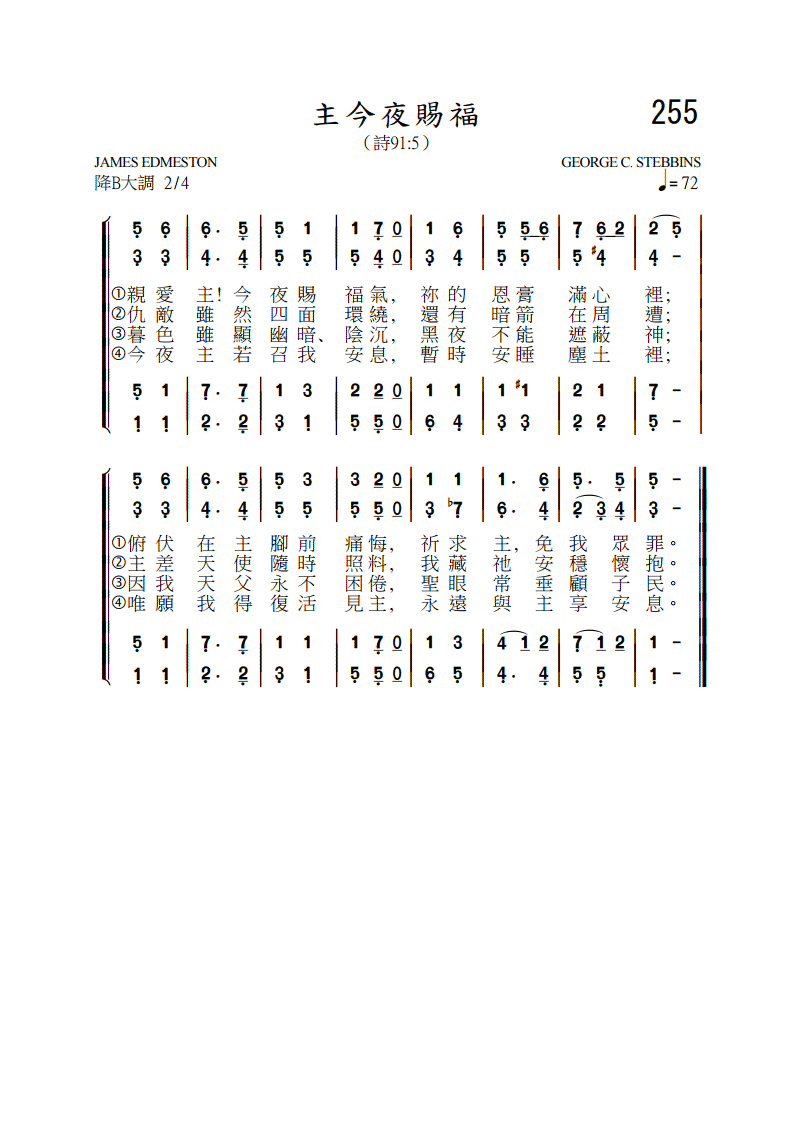 主今夜賜福
255
（詩91:5）
JAMES EDMESTON
GEORGE C. STEBBINS
降B大調 2/4
♩= 72
5 6 | 6 . 5 | 5 1 | 1 7 0 | 1 6 | 5 5 6 | 7 6 2 | 2 5 |
3 3 | 4 . 4 | 5 5 | 5 4 0 | 3 4 | 5 5 | 5 ♯4 | 4 - |
①親愛主!今夜賜福氣,祢的恩膏滿心裡;
②仇敵雖然四面環繞,還有暗箭在周遭;
③暮色雖顯幽暗、陰沉,黑夜不能遮蔽神;
④今夜主若召我安息,暫時安睡塵土裡;
5 1 | 7 . 7 | 1 3 | 2 2 0 | 1 1 | 1 ♯1 | 2 1 | 7 - |
1 1 | 2 . 2 | 3 1 | 5 5 0 | 6 4 | 3 3 | 2 2 | 5 - |
5 6 | 6 . 5 | 5 3 | 3 2 0 | 1 1 | 1 . 6 | 5 . 5 | 5 - |
3 3 | 4 . 4 | 5 5 | 5 5 0 | 3 ♭7 | 6 . 4 | 2 3 4 | 3 - |
①俯伏在主腳前痛悔,祈求主,免我眾罪。
②主差天使隨時照料,我藏祂安穩懷抱。
③因我天父永不困倦,聖眼常垂顧子民。
④唯願我得復活見主,永遠與主享安息。
5 1 | 7 . 7 | 1 1 | 1 7 0 | 1 3 | 4 1 2 | 7 1 2 | 1 - |
1 1 | 2 . 2 | 3 1 | 5 5 0 | 6 5 | 4 . 4 | 5 5 | 1 - |